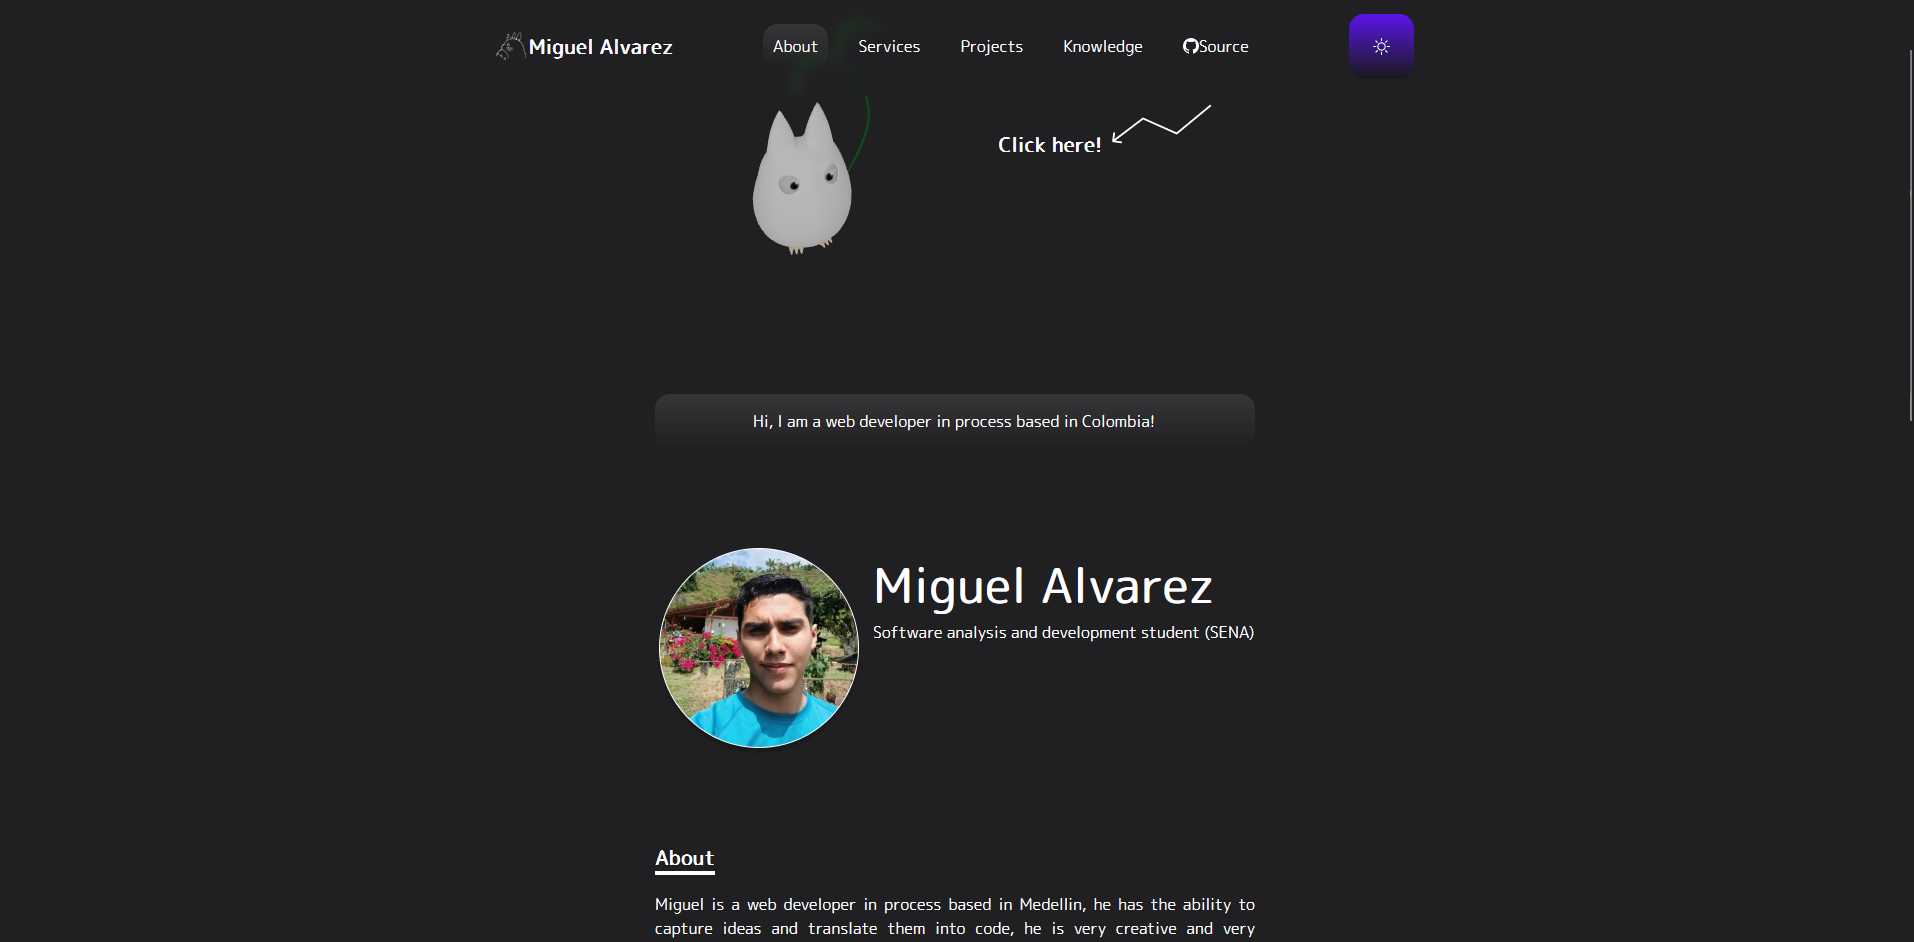 Miguel Alvarez
About
Services
Projects
Knowledge
Source
Click here!
Hi, I am a web developer in process based in Colombia!
Miguel Alvarez
Software analysis and development student (SENA)
About
Miguel is a web developer in process based in Medellin, he has the ability to
capture ideas and translate them into code, he is very creative and very